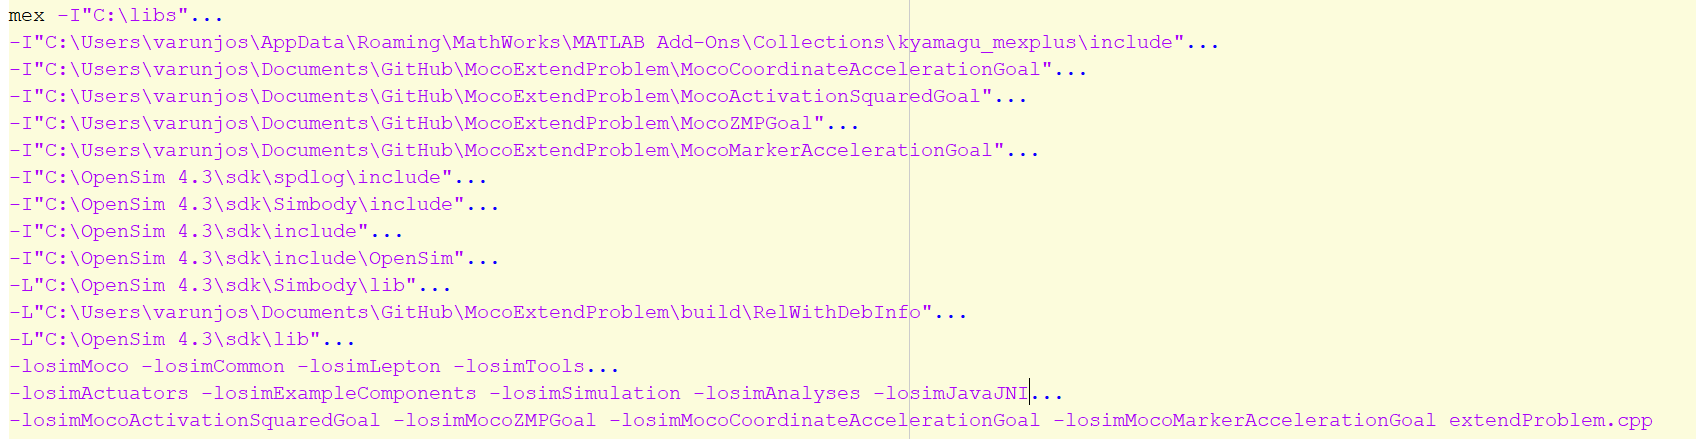 mex -I"C:\libs"...
-I"C:\Users\varunjos\AppData\Roaming\MathWorks\MATLAB Add-Ons\Collections\kyamagu_mexplus\include"...
-I"C:\Users\varunjos\Documents\GitHub\MocoExtendProblem\MocoCoordinateAccelerationGoal"...
-I"C:\Users\varunjos\Documents\GitHub\MocoExtendProblem\MocoActivationSquaredGoal"...
-I"C:\Users\varunjos\Documents\GitHub\MocoExtendProblem\MocoZMPGoal"...
-I"C:\Users\varunjos\Documents\GitHub\MocoExtendProblem\MocoMarkerAccelerationGoal"...
-I"C:\OpenSim 4.3\sdk\spdlog\include"...
-I"C:\OpenSim 4.3\sdk\Simbody\include"...
-I"C:\OpenSim 4.3\sdk\include"...
-I"C:\OpenSim 4.3\sdk\include\OpenSim"...
-L"C:\OpenSim 4.3\sdk\Simbody\lib"...
-L"C:\Users\varunjos\Documents\GitHub\MocoExtendProblem\build\RelWithDebInfo"...
-L"C:\OpenSim 4.3\sdk\lib"...
-losimMoco -losimCommon -losimLepton -losimTools...
-losimActuators -losimExampleComponents -losimSimulation -losimAnalyses -losimJavaJNI...
-losimMocoActivationSquaredGoal -losimMocoZMPGoal -losimMocoCoordinateAccelerationGoal -losimMocoMarkerAccelerationGoal extendProblem.cpp